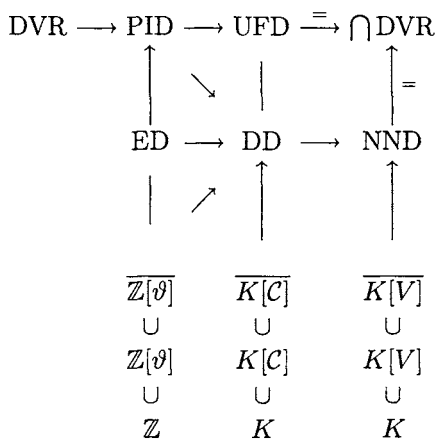 DVR → PID → UFD =→ ⋂ DVR
=
ED → DD → NND
\overline{ℤ[ϑ]} \overline{K[𝒞]} \overline{K[V]}
∪ ∪ ∪
ℤ[ϑ] K[𝒞] K[V]
∪ ∪ ∪
ℤ K K